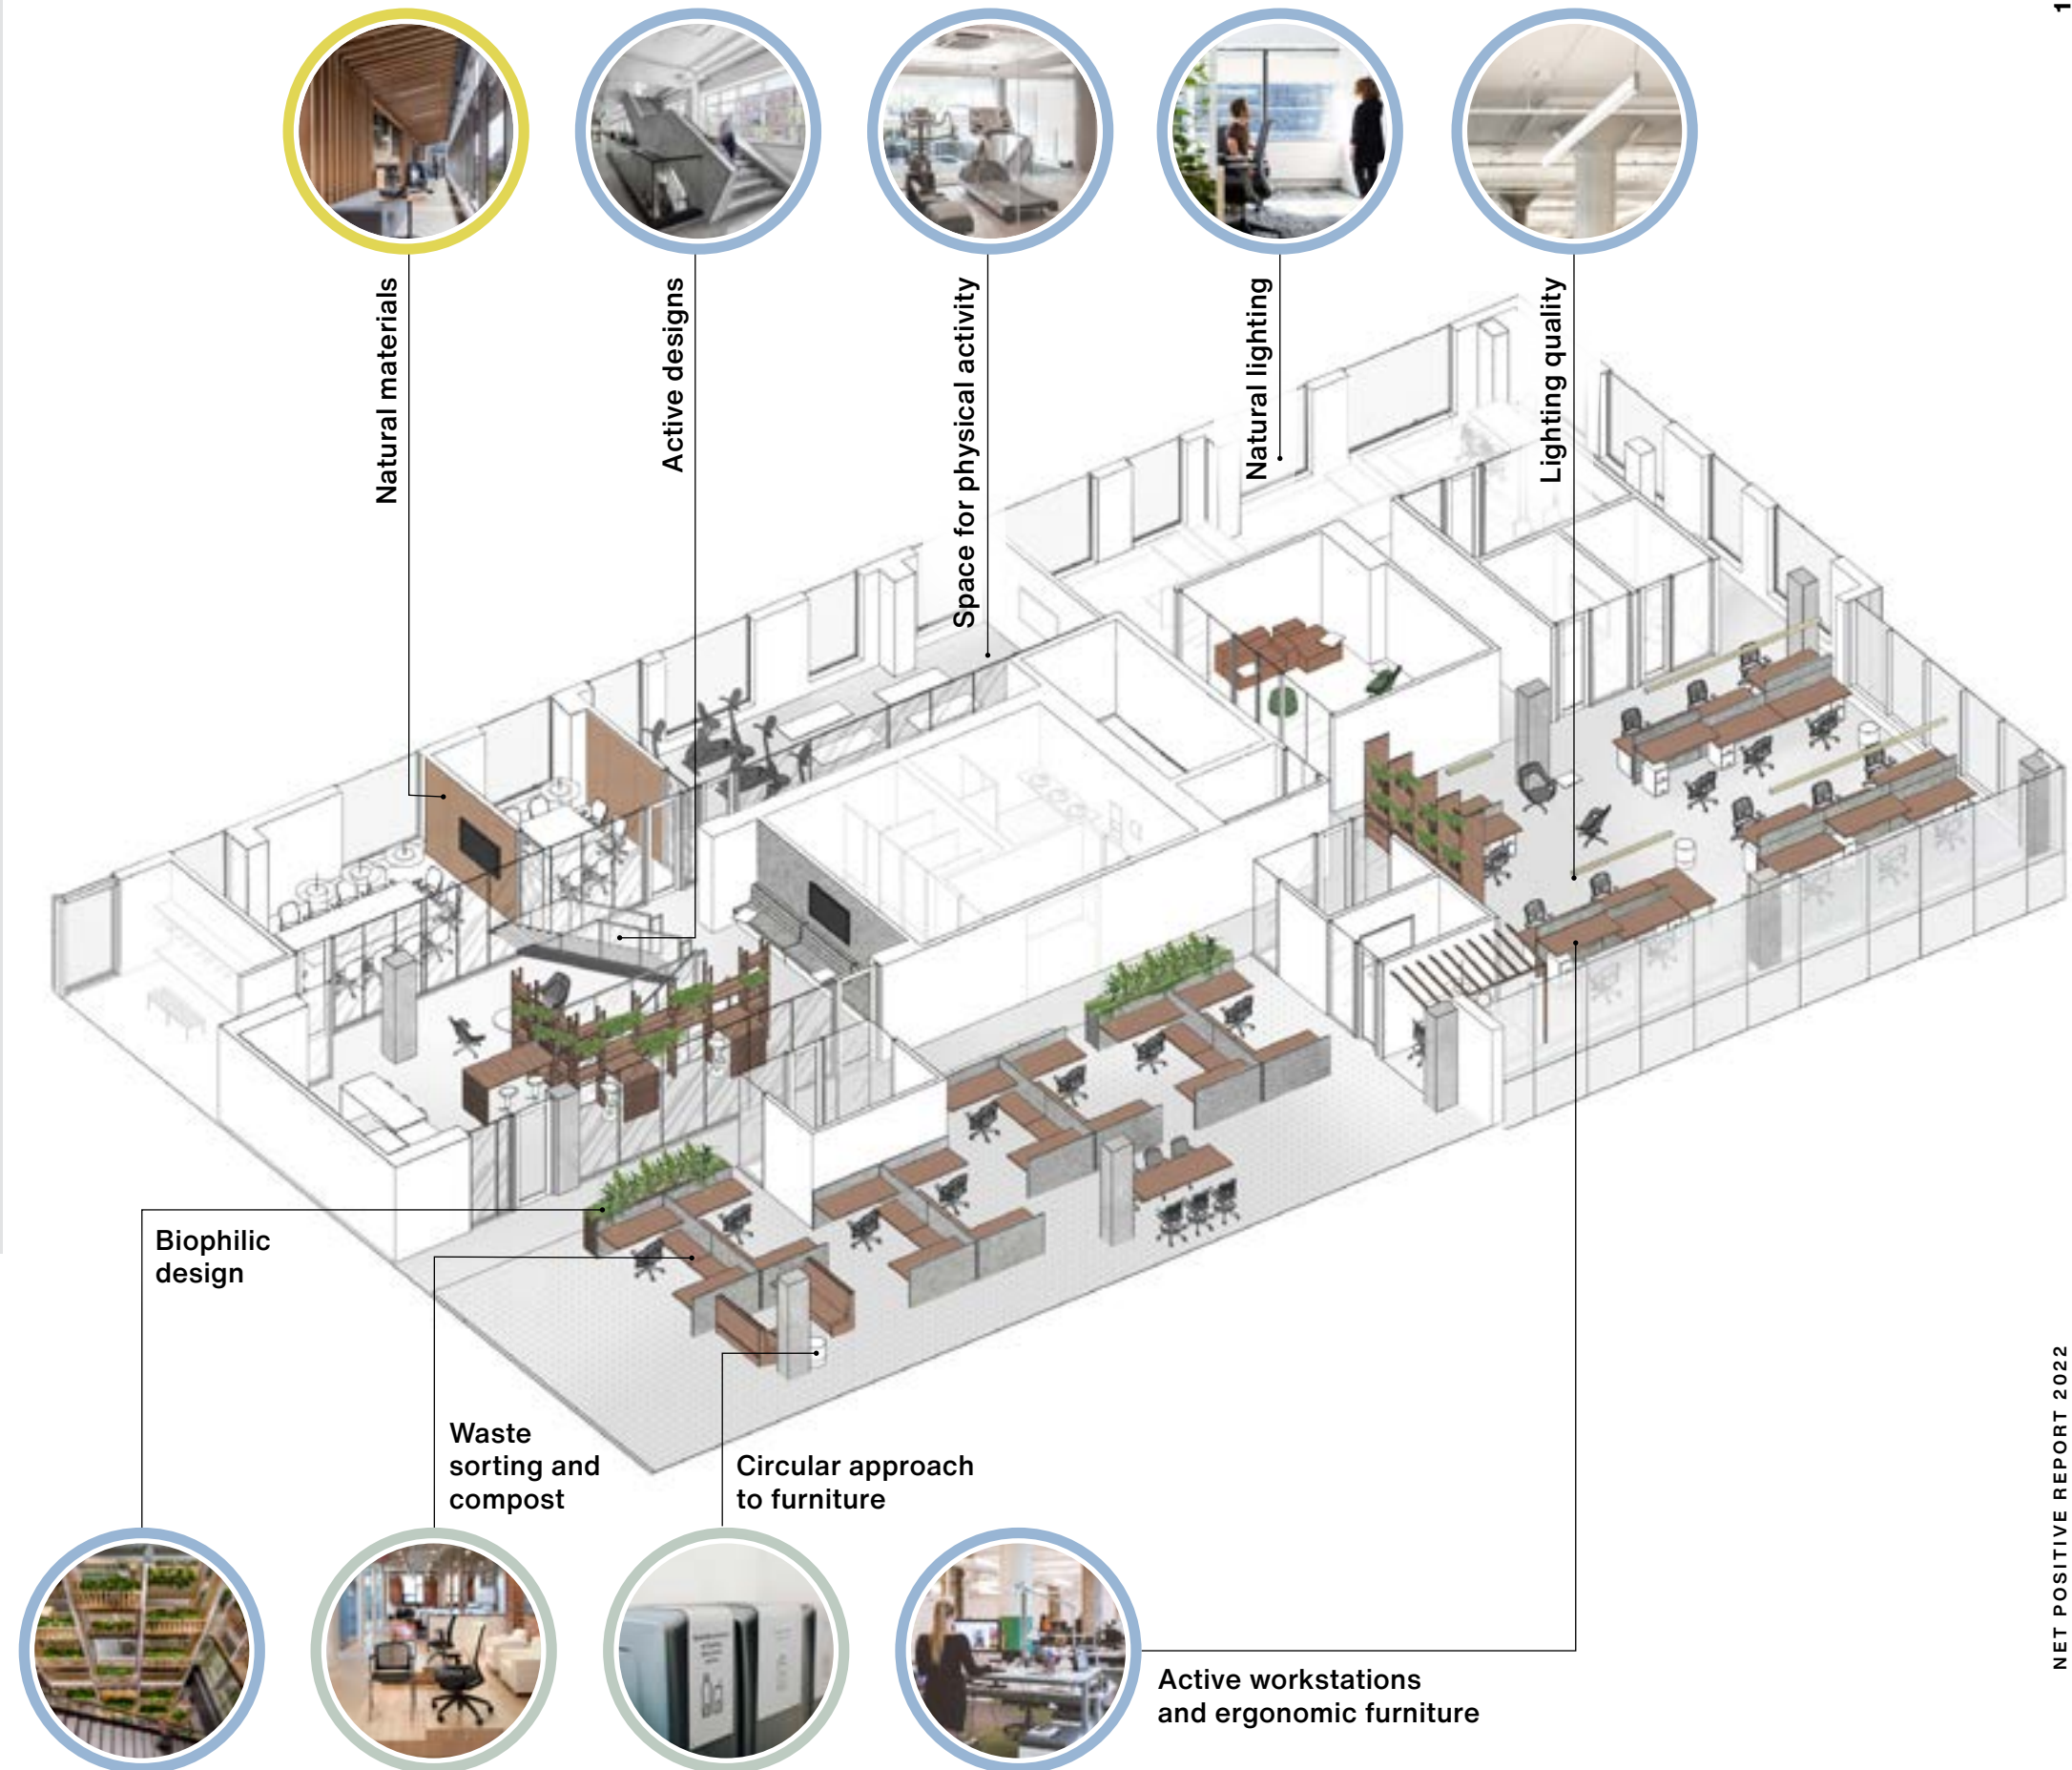 1
Natural materials
Active designs
Space for physical activity
Natural lighting
Lighting quality
Biophilic
design
Waste
sorting and
compost
Circular approach
to furniture
Active workstations
and ergonomic furniture
NET POSITIVE REPORT 2022